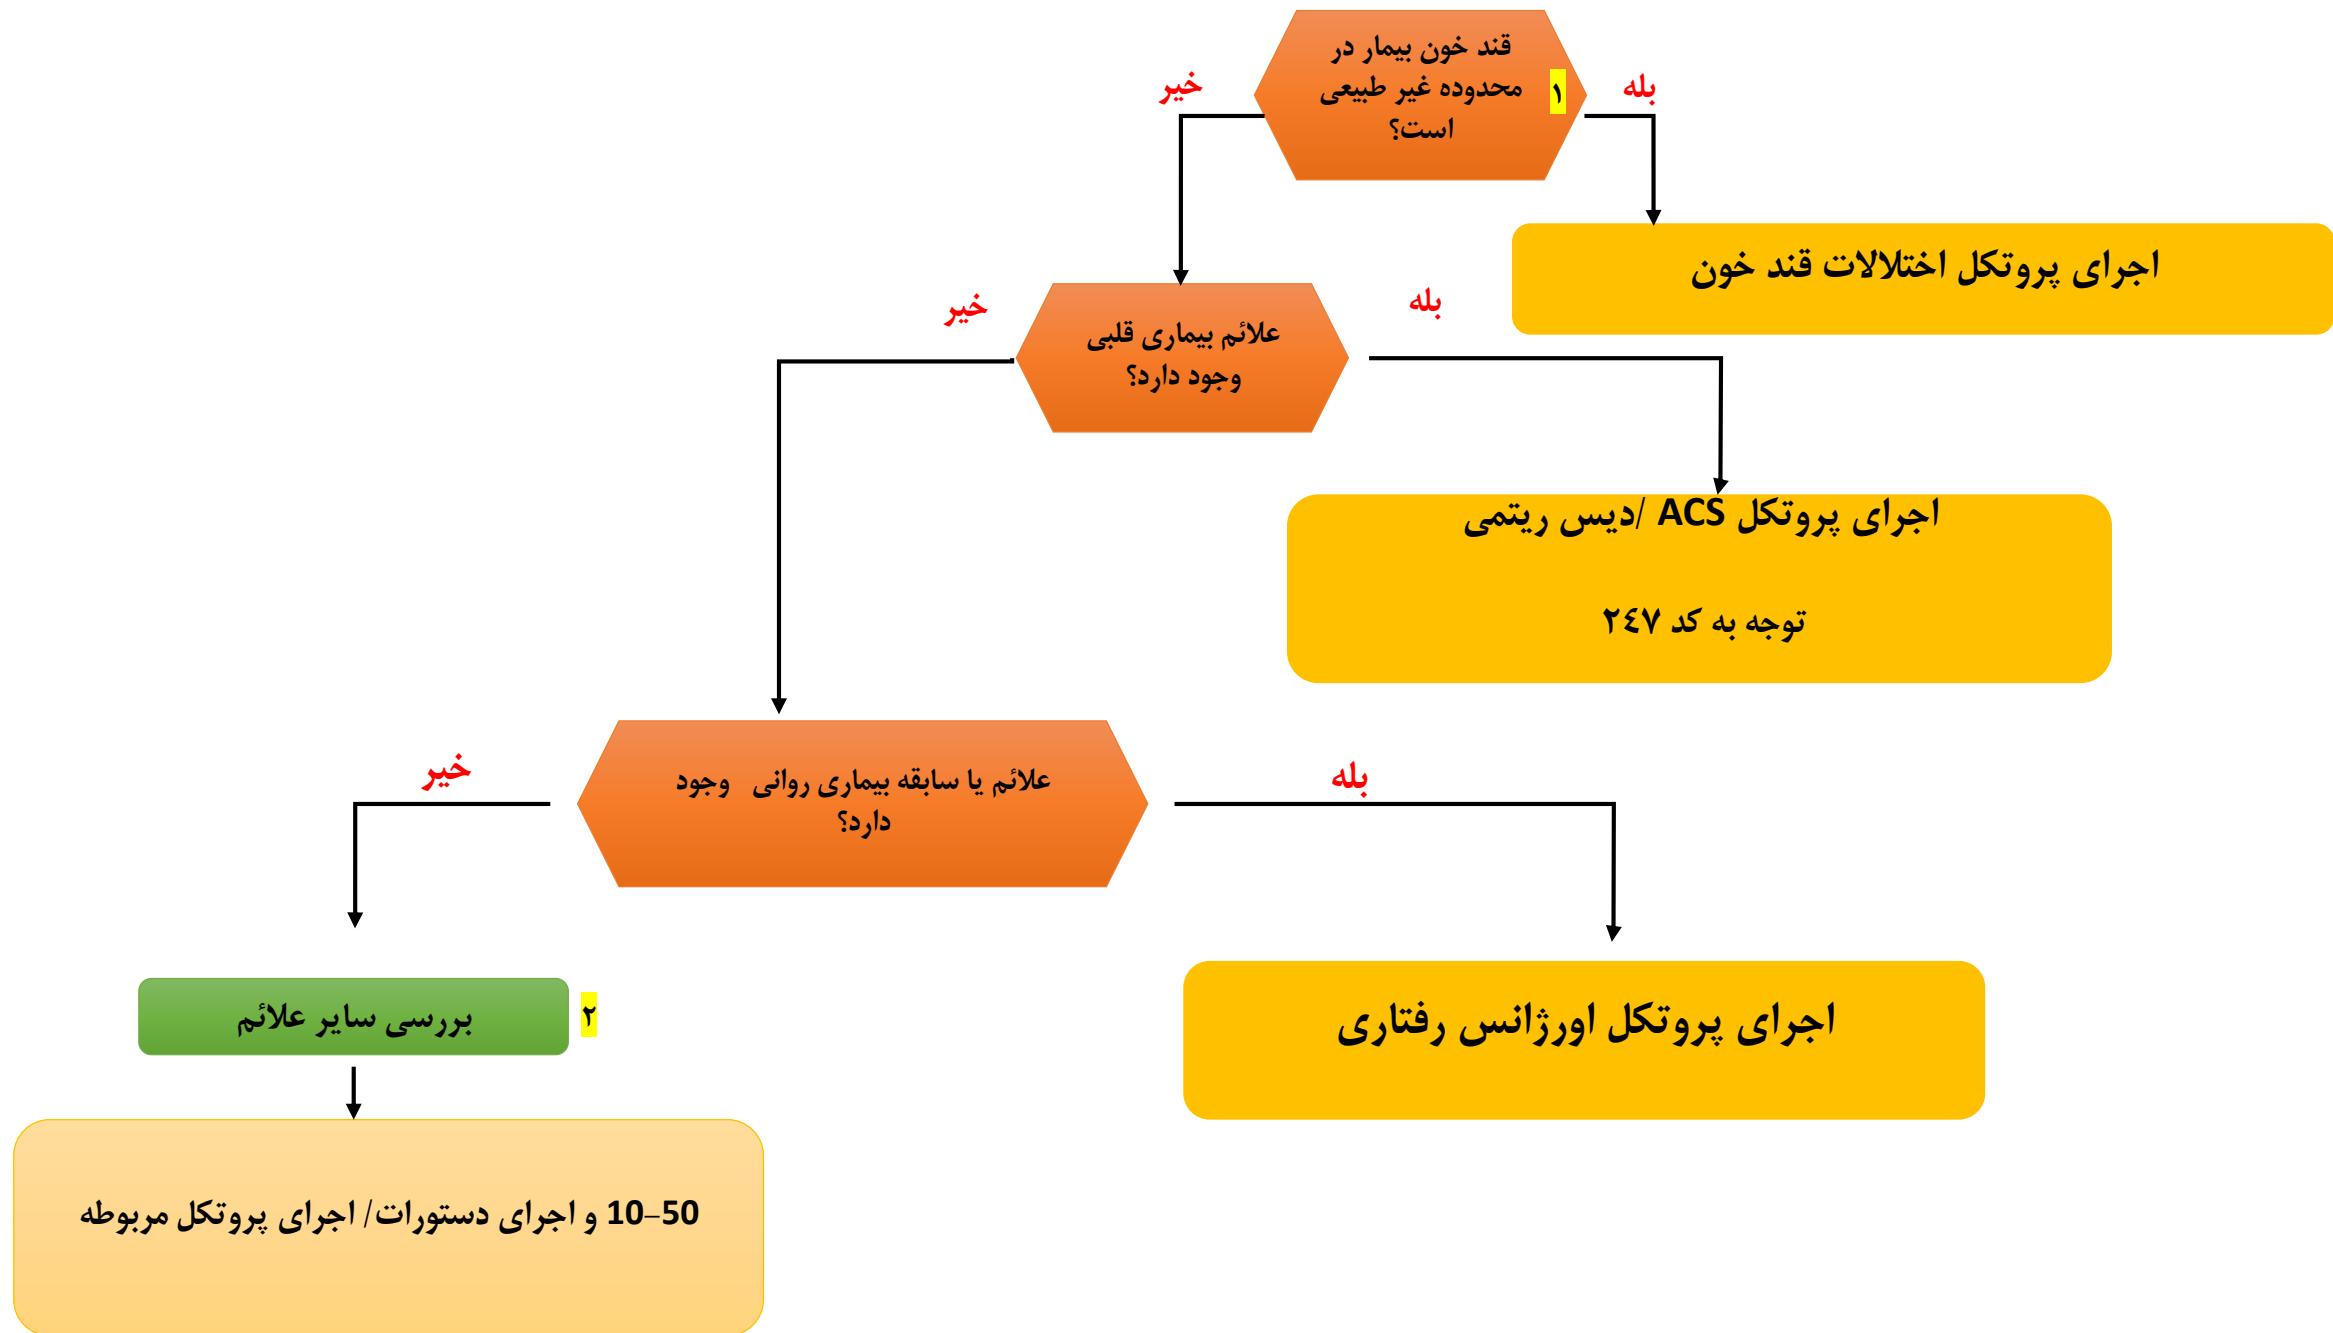 قند خون بیمار در
محدوده غیر طبیعی
است؟
۱
بله
خیر
اجرای پروتکل اختلالات قند خون
علائم بیماری قلبی
وجود دارد؟
بله
خیر
اجرای پروتکل ACS /دیس ریتمی
توجه به کد ۲٤۷
علائم یا سابقه بیماری روانی وجود
دارد؟
بله
خیر
اجرای پروتکل اورژانس رفتاری
۲
بررسی سایر علائم
10–50 و اجرای دستورات/ اجرای پروتکل مربوطه